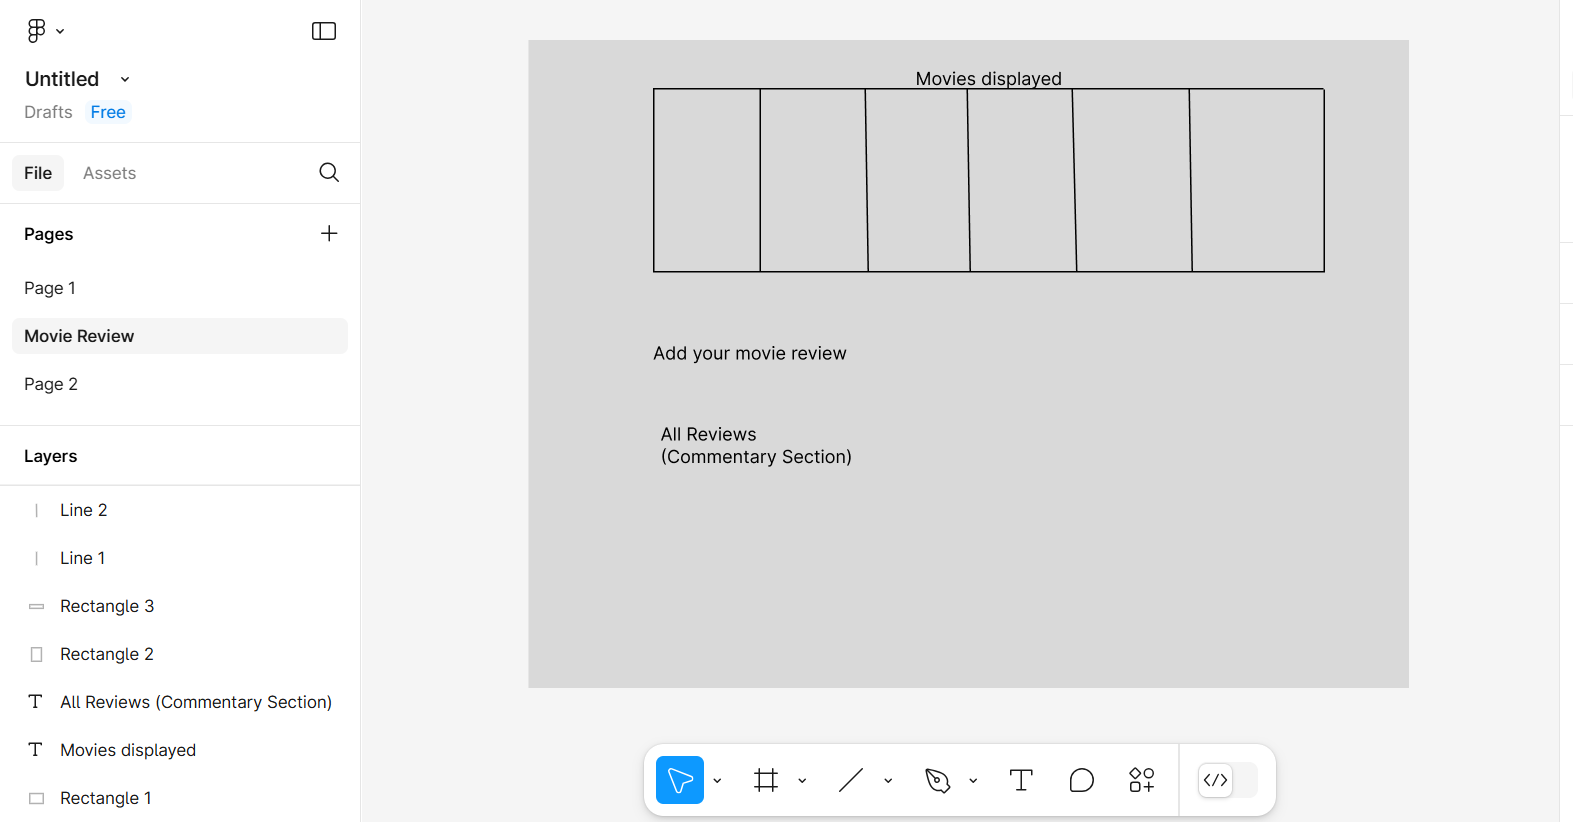 Untitled
Drafts Free
File Assets
Pages
Page 1
Movie Review
Page 2
Layers
Line 2
Line 1
Rectangle 3
Rectangle 2
All Reviews (Commentary Section)
Movies displayed
Rectangle 1
Movies displayed
Add your movie review
All Reviews
(Commentary Section)